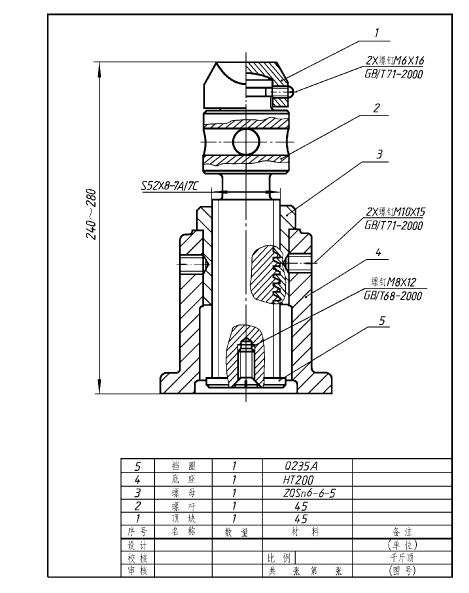 1
2X螺钉M6X16
GB/T71-2000
2
3
S52X8-7A/7C
240~280
2X螺钉M10X15
GB/T71-2000
4
螺钉M8X12
GB/T68-2000
5
5 挡圈 1 Q235A
4 底座 1 HT200
3 螺母 1 ZQSn6-6-5
2 螺杆 1 45
1 顶块 1 45
序号 名称 数量 材料 备注
设计 (单位)
校核 比例 千斤顶
审核 共 张 第 张 (图号)